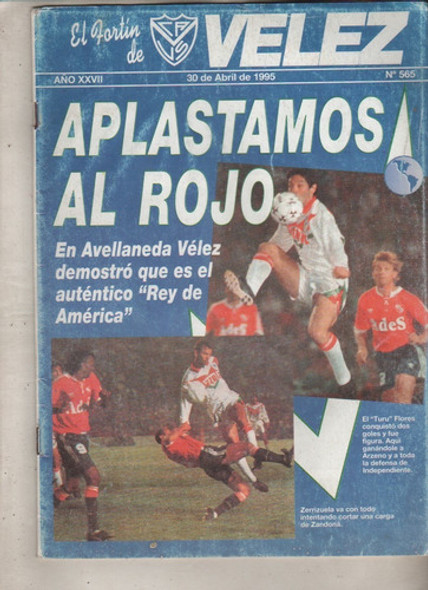 El Fortín
de
VELEZ
AÑO XXVII
30 de Abril de 1995
N° 565
APLASTAMOS
AL ROJO
En Avellaneda Vélez
demostró que es el
auténtico "Rey de
América"
AdeS
ades
El "Turu" Flores
conquistó dos
goles y fue
figura. Aquí
ganándole a
Arzeno y a toda
la defensa de
Independiente.
Zerrizuela va con todo
intentando cortar una carga
de Zandoná.